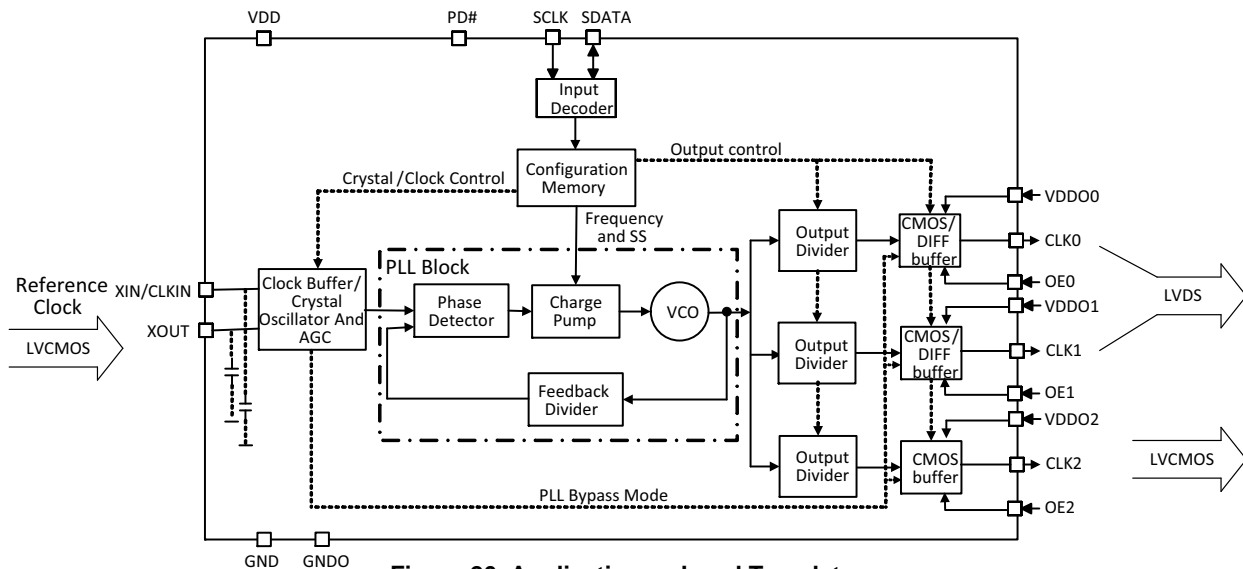 VDD
PD#
SCLK
SDATA
Input
Decoder
Output control
Configuration
Memory
Crystal /Clock Control
Frequency
and SS
VDDO0
Output
Divider
CMOS/
DIFF
buffer
CLK0
PLL Block
Reference
Clock
XIN/CLKIN
Clock Buffer/
Crystal
Oscillator And
AGC
Phase
Detector
Charge
Pump
VCO
OE0
VDDO1
LVDS
XOUT
LVCMOS
Output
Divider
CMOS/
DIFF
buffer
CLK1
Feedback
Divider
OE1
VDDO2
Output
Divider
CMOS
buffer
CLK2
LVCMOS
PLL Bypass Mode
OE2
GND
GNDO